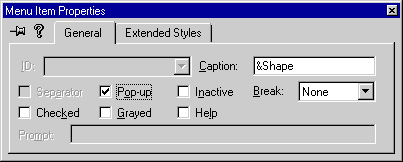 Menu Item Properties
General Extended Styles
ID: Caption: &Shape
Separator Pop-up Inactive Break: None
Checked Grayed Help
Prompt: